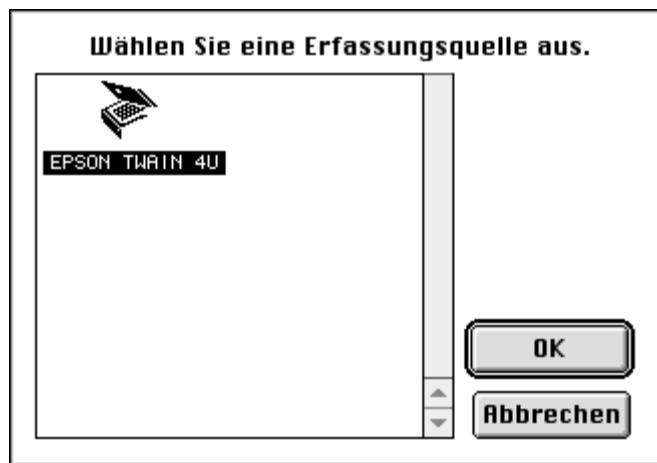 Wählen Sie eine Erfassungsquelle aus.
EPSON TWAIN 4U
OK
Abbrechen